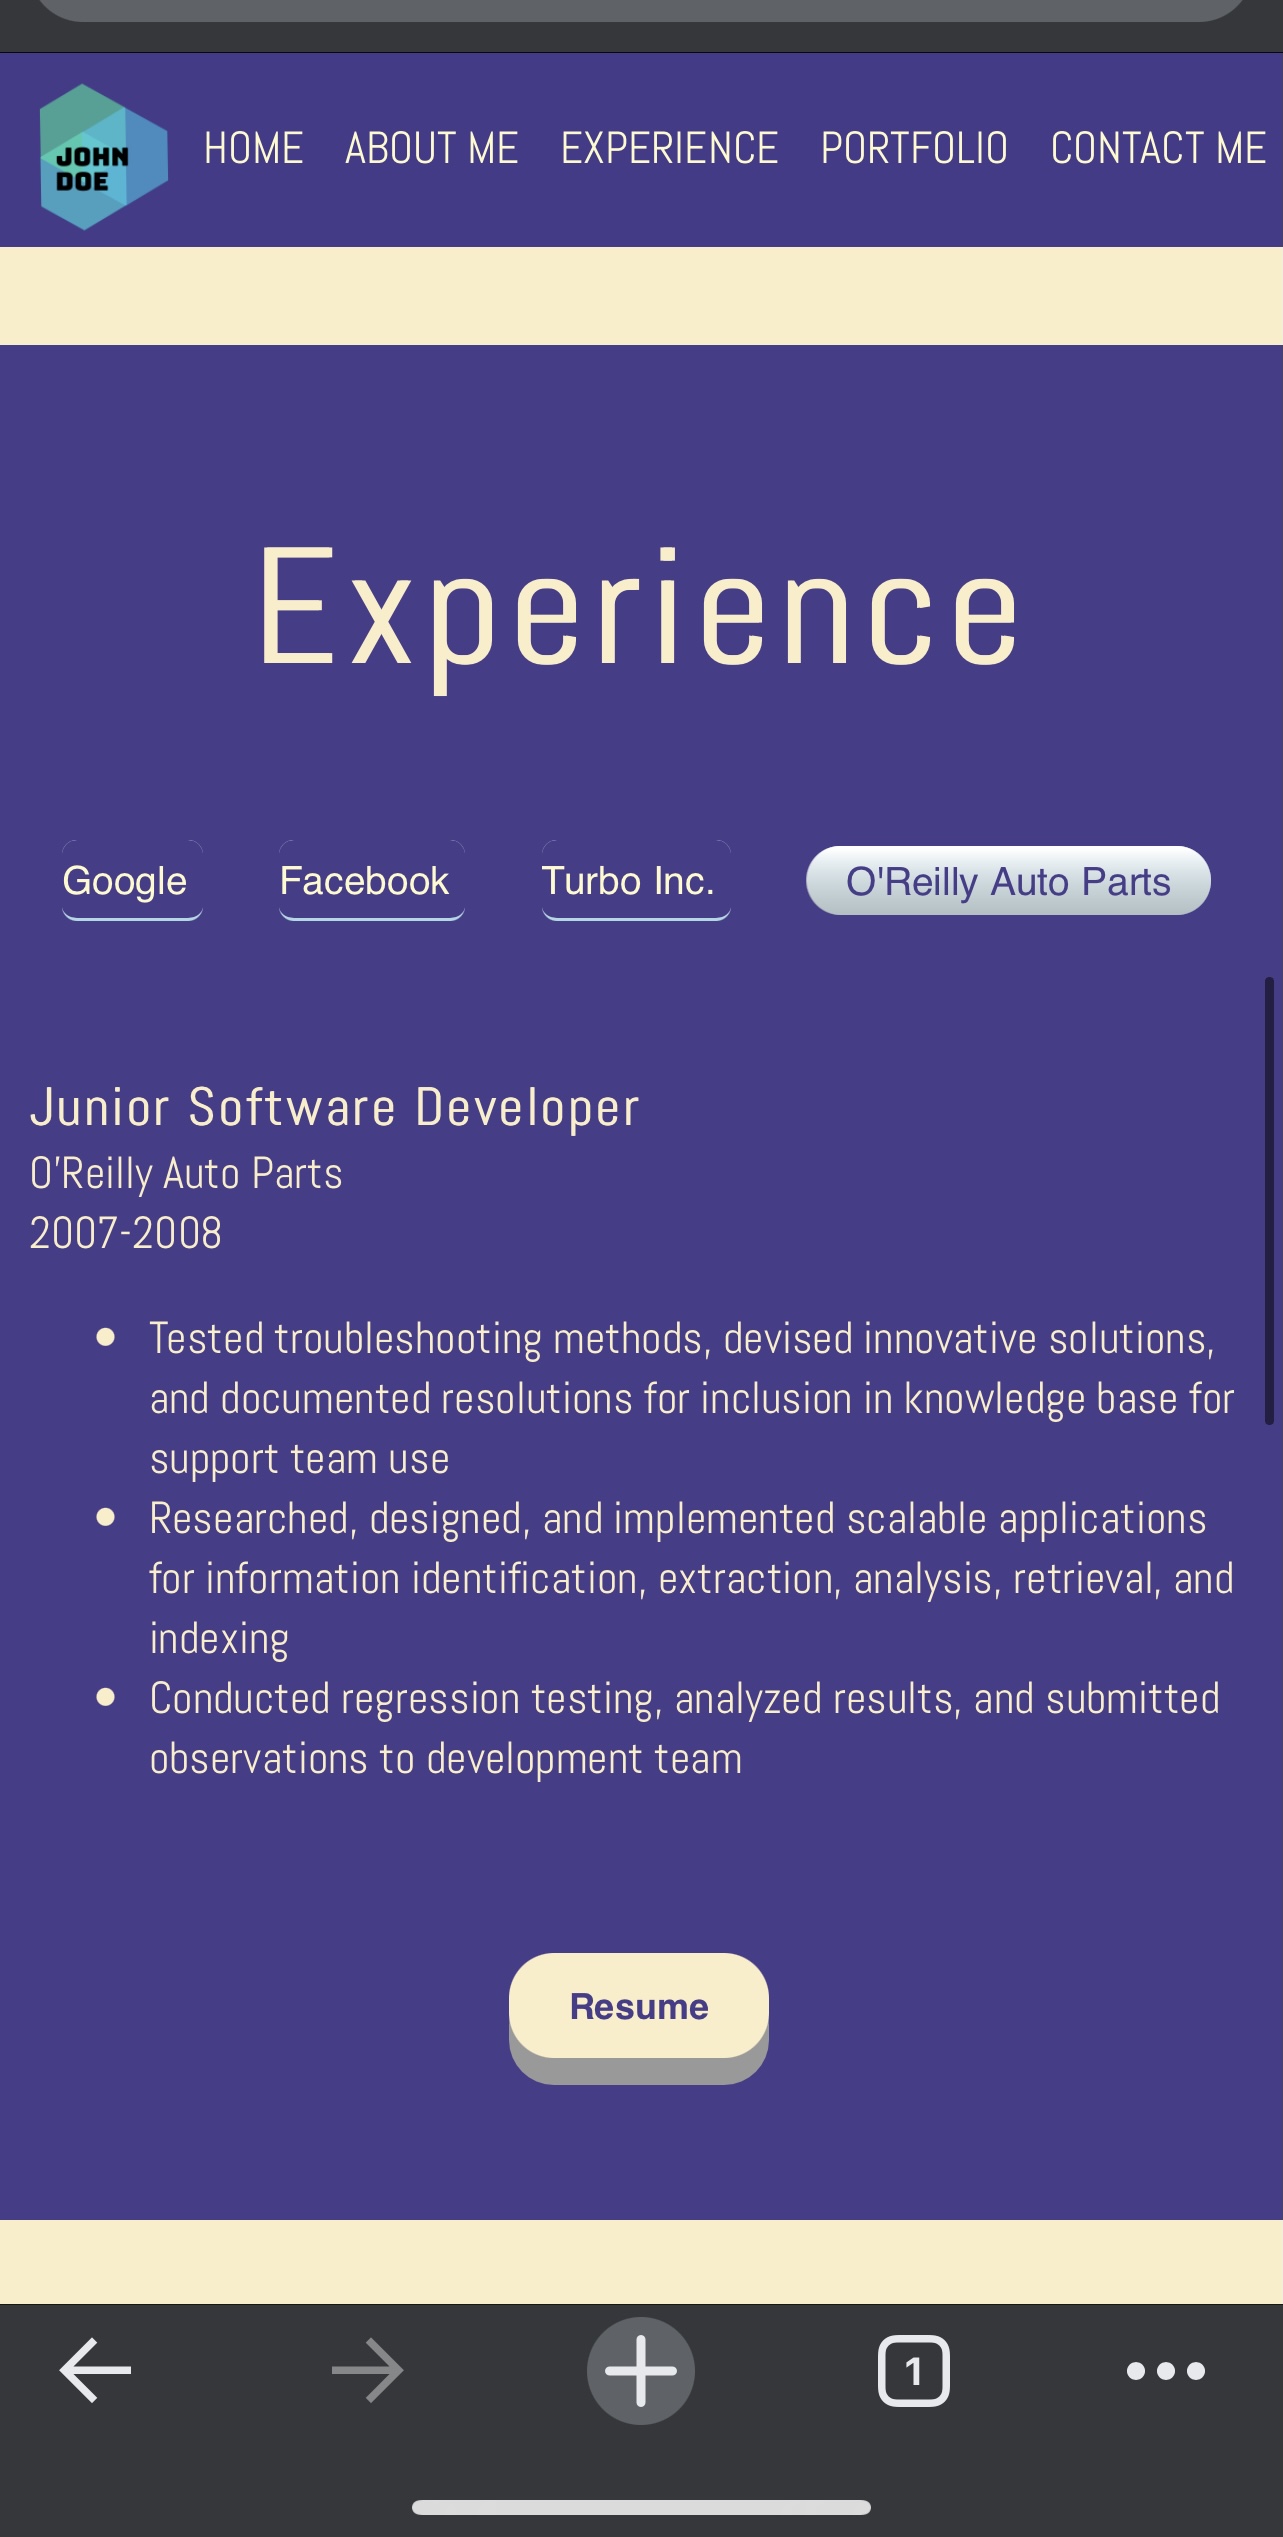 JOHN
DOE
HOME ABOUT ME EXPERIENCE PORTFOLIO CONTACT ME
Experience
Google Facebook Turbo Inc. O'Reilly Auto Parts
Junior Software Developer
O'Reilly Auto Parts
2007-2008
Tested troubleshooting methods, devised innovative solutions,
and documented resolutions for inclusion in knowledge base for
support team use
Researched, designed, and implemented scalable applications
for information identification, extraction, analysis, retrieval, and
indexing
Conducted regression testing, analyzed results, and submitted
observations to development team
Resume
1